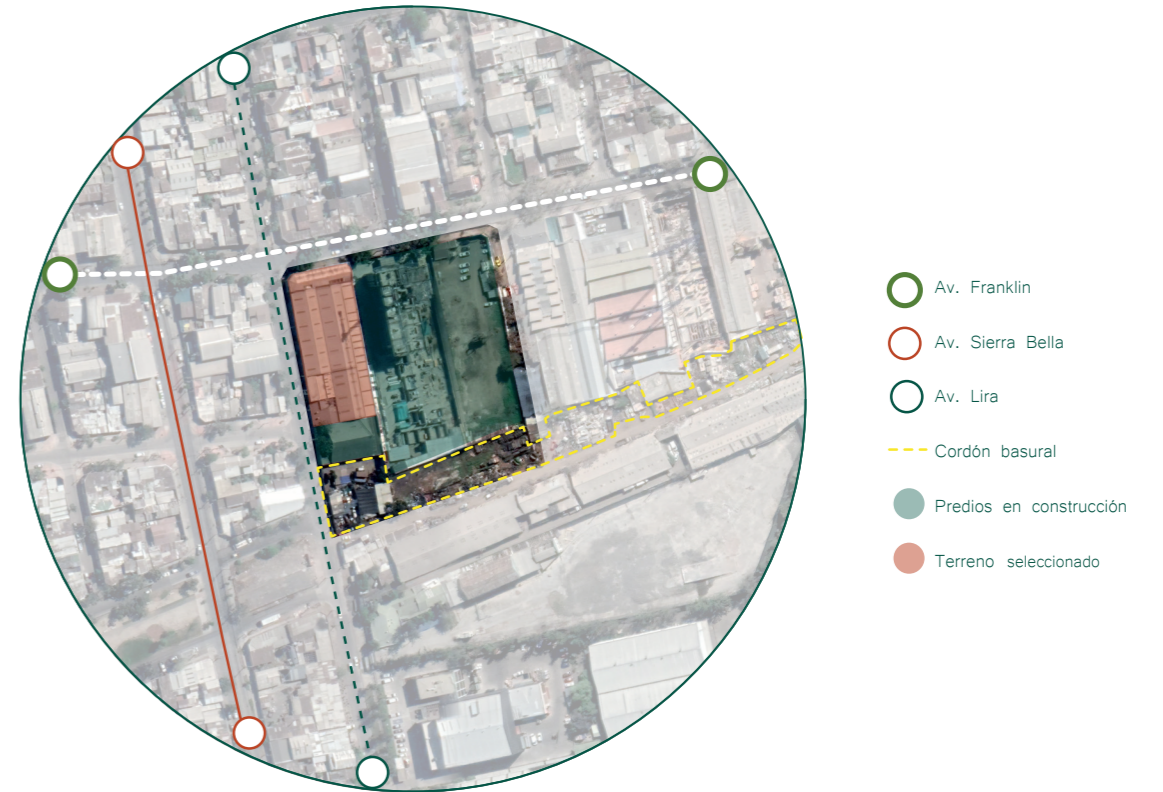 Av. Franklin
Av. Sierra Bella
Av. Lira
Cordón basural
Predios en construcción
Terreno seleccionado